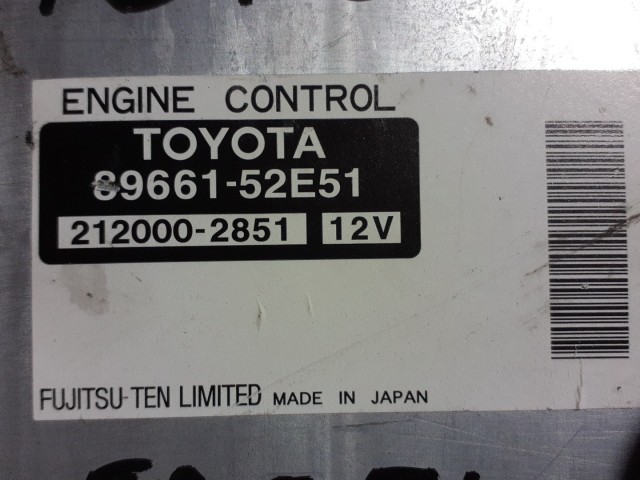 ENGINE CONTROL
TOYOTA
89661-52E51
212000-2851 12V
FUJITSU-TEN LIMITED MADE IN JAPAN